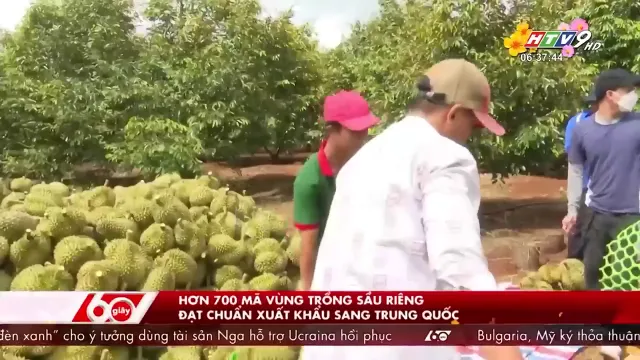 HTV9 HD
06:37:44
60 giây
HƠN 700 MÃ VÙNG TRỒNG SẦU RIÊNG
ĐẠT CHUẨN XUẤT KHẨU SANG TRUNG QUỐC
đèn xanh” cho ý tưởng dùng tài sản Nga hỗ trợ Ucraina hồi phục 60 Bulgaria, Mỹ ký thỏa thuận